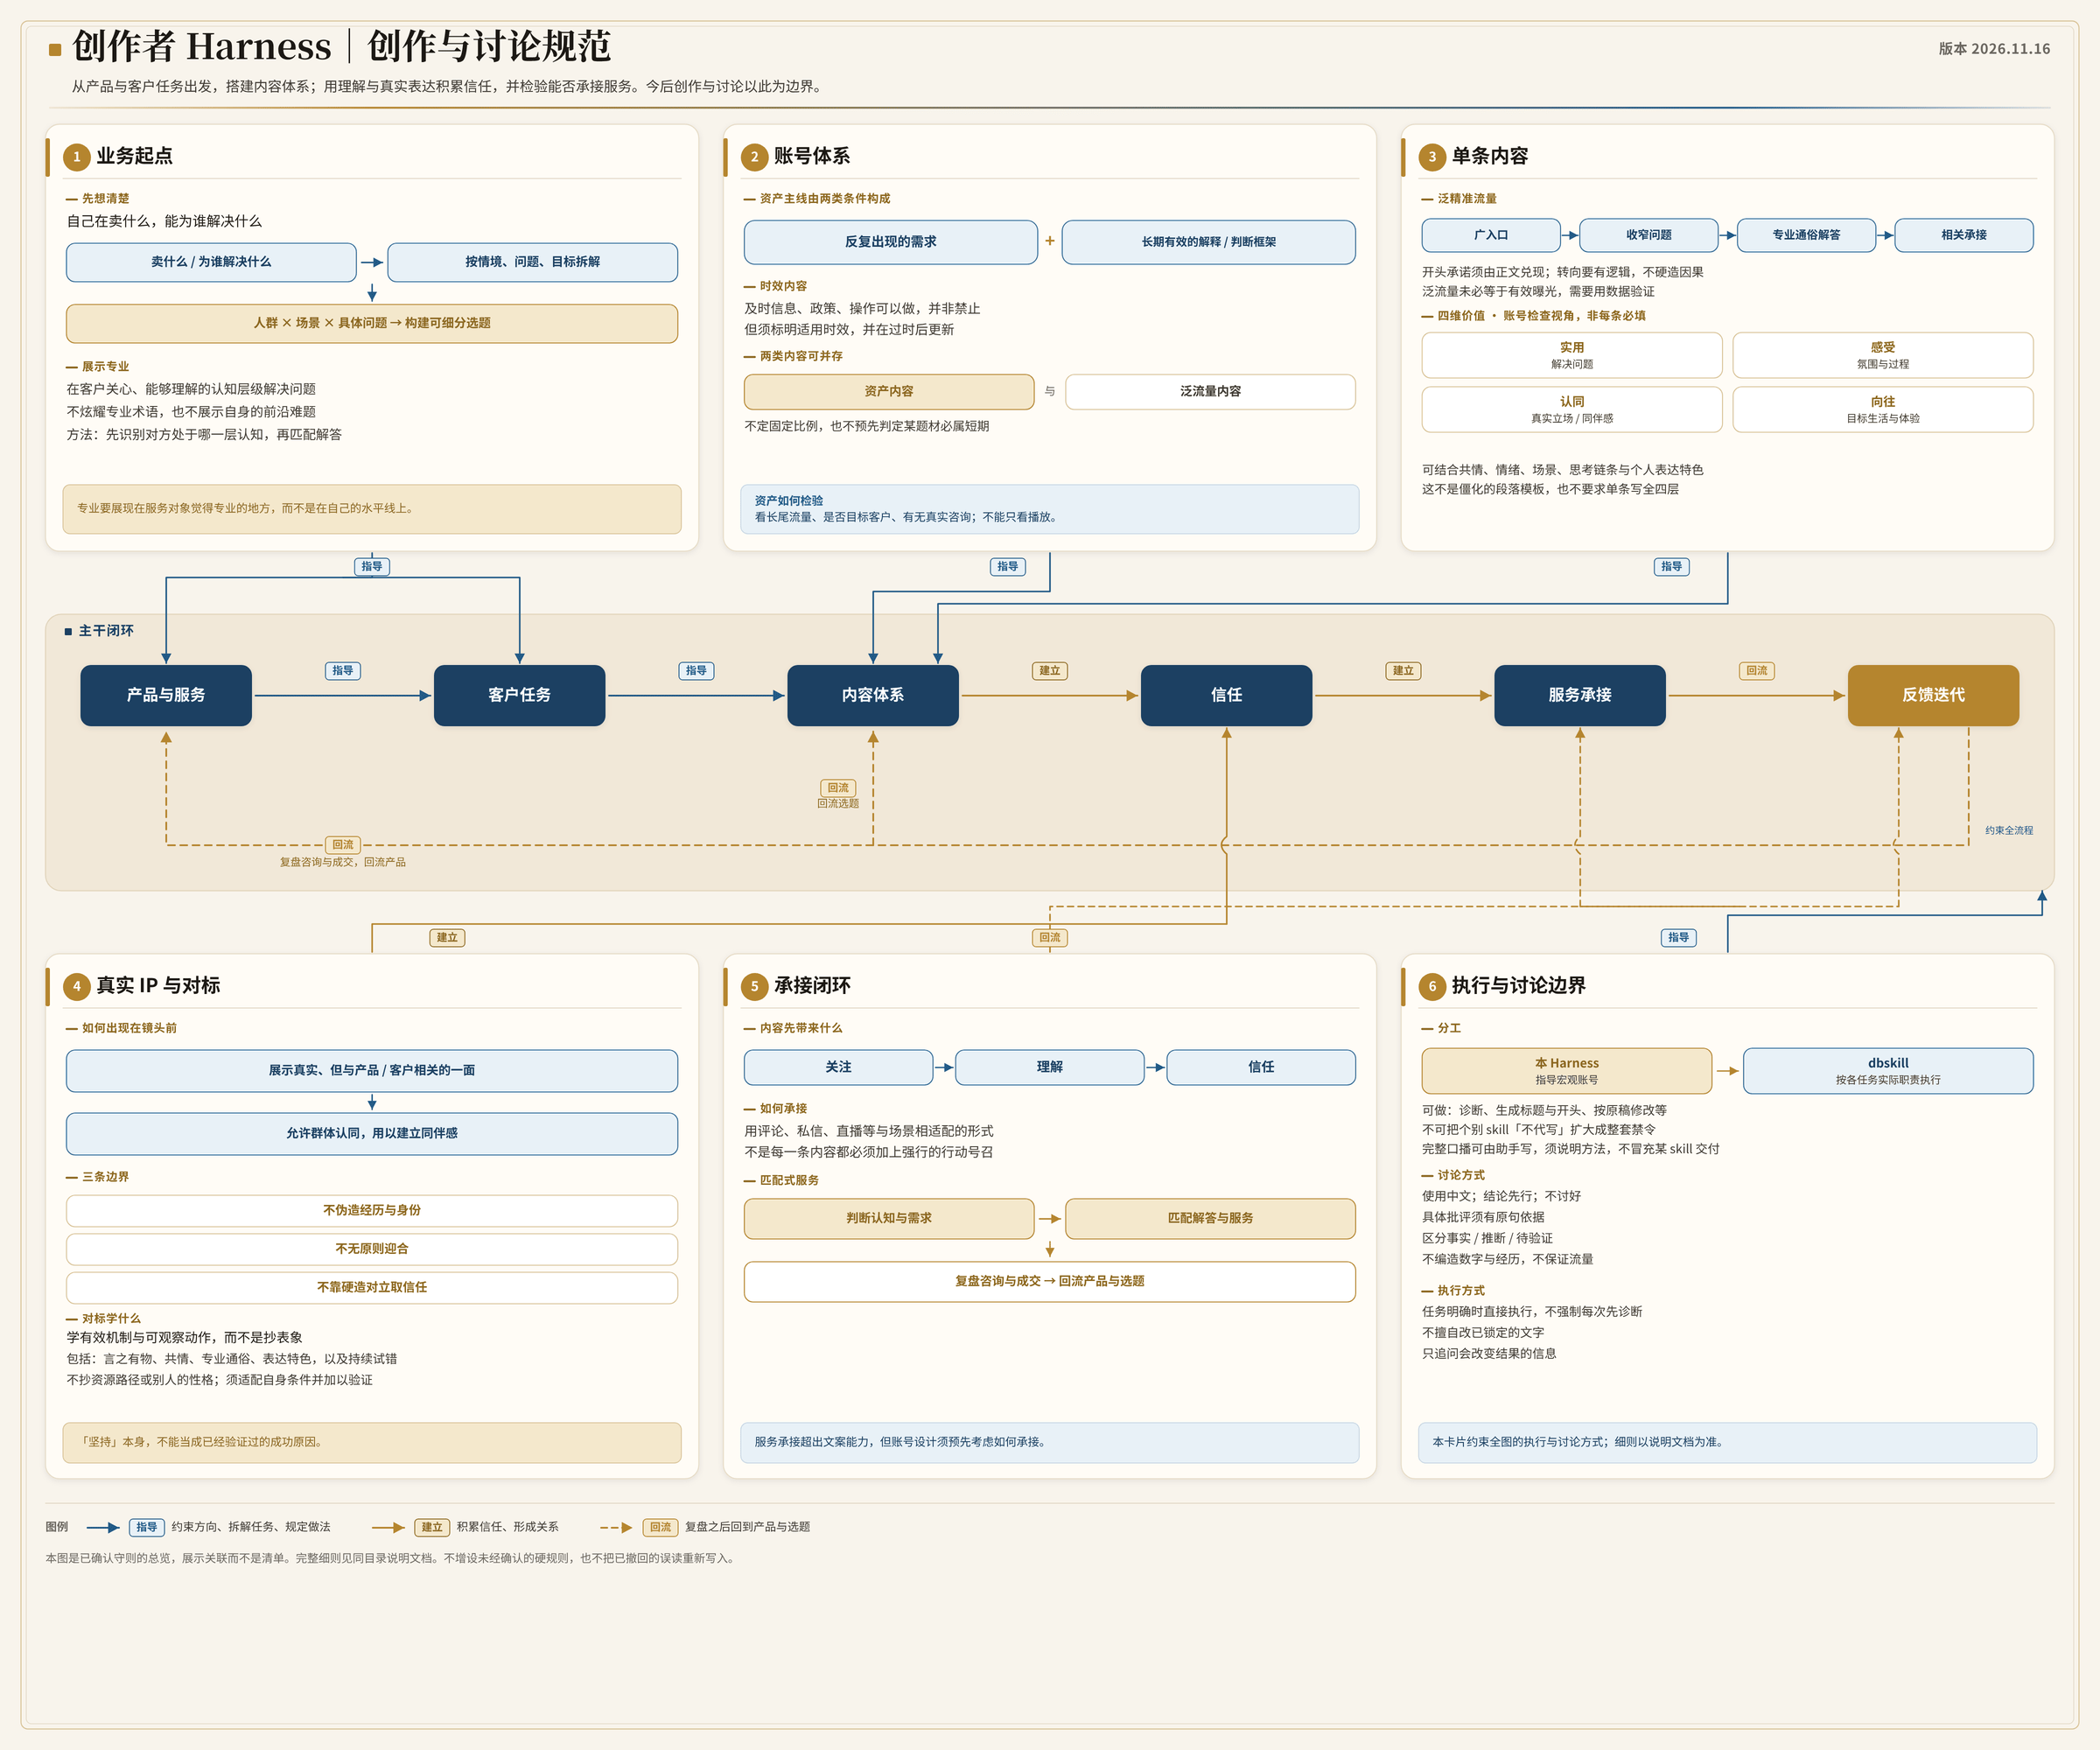 创作者 Harness｜创作与讨论规范
版本 2026.11.16
从产品与客户任务出发，搭建内容体系；用理解与真实表达积累信任，并检验能否承接服务。今后创作与讨论以此为边界。
1 业务起点
先想清楚
自己在卖什么，能为谁解决什么
卖什么 / 为谁解决什么
按情境、问题、目标拆解
人群 × 场景 × 具体问题 → 构建可细分选题
展示专业
在客户关心、能够理解的认知层级解决问题
不炫耀专业术语，也不展示自身的前沿难题
方法：先识别对方处于哪一层认知，再匹配解答
专业要展现在服务对象觉得专业的地方，而不是在自己的水平线上。
2 账号体系
资产主线由两类条件构成
反复出现的需求
+
长期有效的解释 / 判断框架
时效内容
及时信息、政策、操作可以做，并非禁止
但须标明适用时效，并在过时后更新
两类内容可并存
资产内容
与
泛流量内容
不定固定比例，也不预先判定某题材必属短期
资产如何检验
看长尾流量、是否目标客户、有无真实咨询；不能只看播放。
3 单条内容
泛精准流量
广入口
收窄问题
专业通俗解答
相关承接
开头承诺须由正文兑现；转向要有逻辑，不硬造因果
泛流量未必等于有效曝光，需要用数据验证
四维价值 · 账号检查视角，非每条必填
实用
解决问题
感受
氛围与过程
认同
真实立场 / 同伴感
向往
目标生活与体验
可结合共情、情绪、场景、思考链条与个人表达特色
这不是僵化的段落模板，也不要求单条写全四层
指导
指导
指导
主干闭环
产品与服务
指导
客户任务
指导
内容体系
建立
信任
建立
服务承接
回流
反馈迭代
回流
回流选题
约束全流程
回流
复盘咨询与成交，回流产品
建立
回流
指导
4 真实 IP 与对标
如何出现在镜头前
展示真实、但与产品 / 客户相关的一面
允许群体认同，用以建立同伴感
三条边界
不伪造经历与身份
不无原则迎合
不靠硬造对立取信任
对标学什么
学有效机制与可观察动作，而不是抄表象
包括：言之有物、共情、专业通俗、表达特色，以及持续试错
不抄资源路径或别人的性格；须适配自身条件并加以验证
「坚持」本身，不能当成已经验证过的成功原因。
5 承接闭环
内容先带来什么
关注
理解
信任
如何承接
用评论、私信、直播等与场景相适配的形式
不是每一条内容都必须加上强行的行动号召
匹配式服务
判断认知与需求
匹配解答与服务
复盘咨询与成交 → 回流产品与选题
服务承接超出文案能力，但账号设计须预先考虑如何承接。
6 执行与讨论边界
分工
本 Harness
指导宏观账号
dbskill
按各任务实际职责执行
可做：诊断、生成标题与开头、按原稿修改等
不可把个别 skill「不代写」扩大成整套禁令
完整口播可由助手写，须说明方法，不冒充某 skill 交付
讨论方式
使用中文；结论先行；不讨好
具体批评须有原句依据
区分事实 / 推断 / 待验证
不编造数字与经历，不保证流量
执行方式
任务明确时直接执行，不强制每次先诊断
不擅自改已锁定的文字
只追问会改变结果的信息
本卡片约束全图的执行与讨论方式；细则以说明文档为准。
图例
指导 约束方向、拆解任务、规定做法
建立 积累信任、形成关系
回流 复盘之后回到产品与选题
本图是已确认守则的总览，展示关联而不是清单。完整细则见同目录说明文档。不增设未经确认的硬规则，也不把已撤回的误读重新写入。